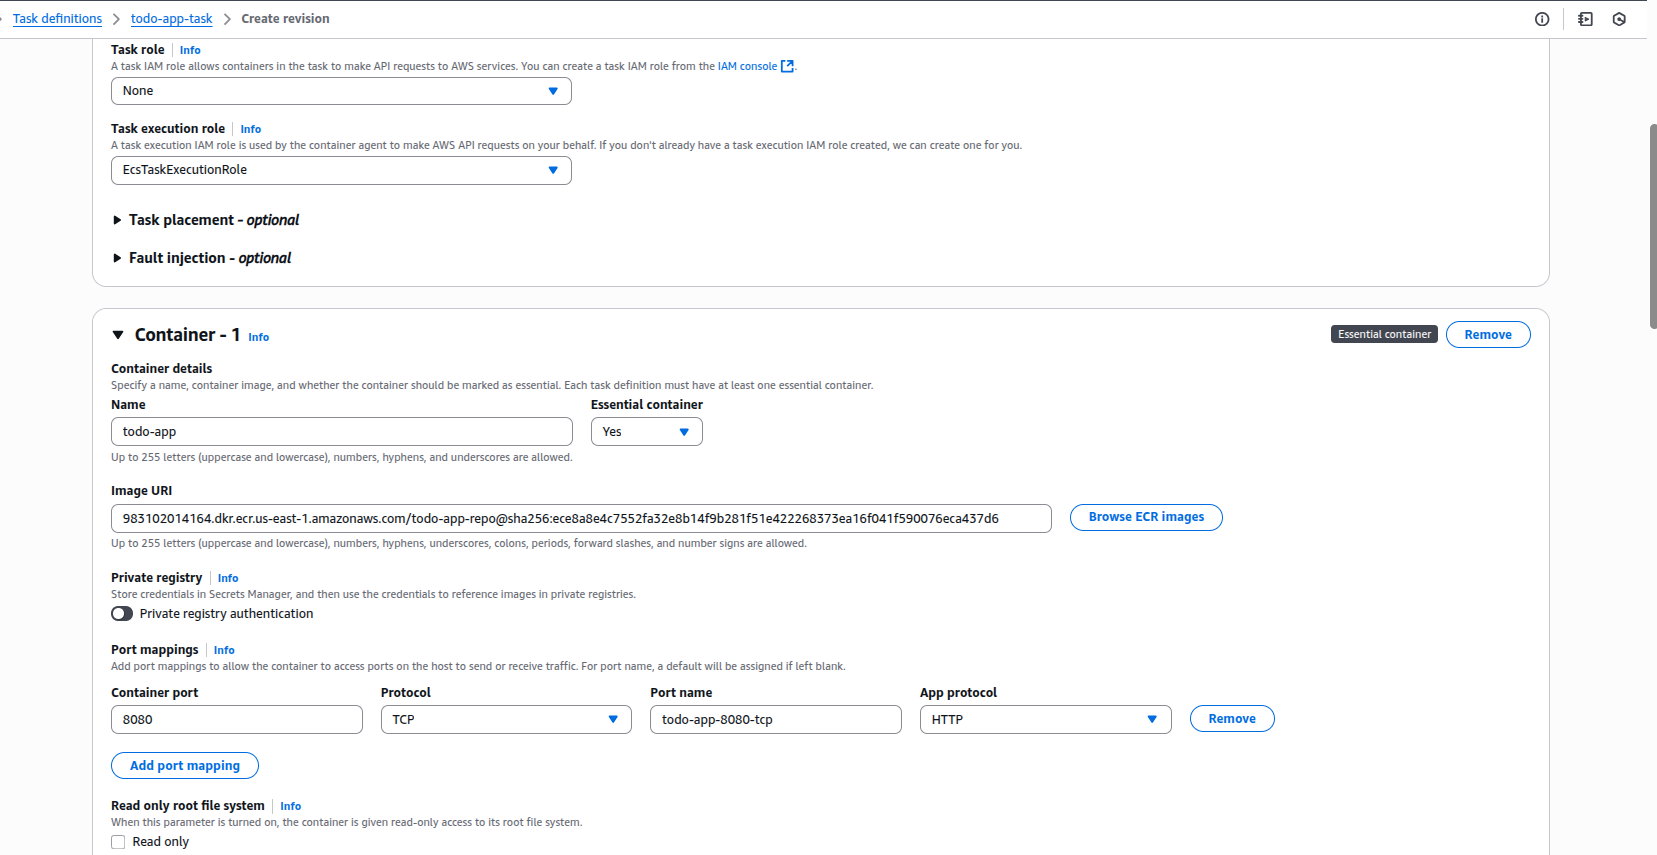 Task definitions > todo-app-task > Create revision
Task role | Info
A task IAM role allows containers in the task to make API requests to AWS services. You can create a task IAM role from the IAM console.
None
Task execution role | Info
A task execution IAM role is used by the container agent to make AWS API requests on your behalf. If you don't already have a task execution IAM role created, we can create one for you.
EcsTaskExecutionRole
Task placement - optional
Fault injection - optional
Container - 1 Info Essential container Remove
Container details
Specify a name, container image, and whether the container should be marked as essential. Each task definition must have at least one essential container.
Name Essential container
todo-app Yes
Up to 255 letters (uppercase and lowercase), numbers, hyphens, and underscores are allowed.
Image URI
983102014164.dkr.ecr.us-east-1.amazonaws.com/todo-app-repo@sha256:ece8a8e4c7552fa32e8b14f9b281f51e422268373ea16f041f590076eca437d6 Browse ECR images
Up to 255 letters (uppercase and lowercase), numbers, hyphens, underscores, colons, periods, forward slashes, and number signs are allowed.
Private registry | Info
Store credentials in Secrets Manager, and then use the credentials to reference images in private registries.
Private registry authentication
Port mappings | Info
Add port mappings to allow the container to access ports on the host to send or receive traffic. For port name, a default will be assigned if left blank.
Container port Protocol Port name App protocol
8080 TCP todo-app-8080-tcp HTTP Remove
Add port mapping
Read only root file system | Info
When this parameter is turned on, the container is given read-only access to its root file system.
Read only